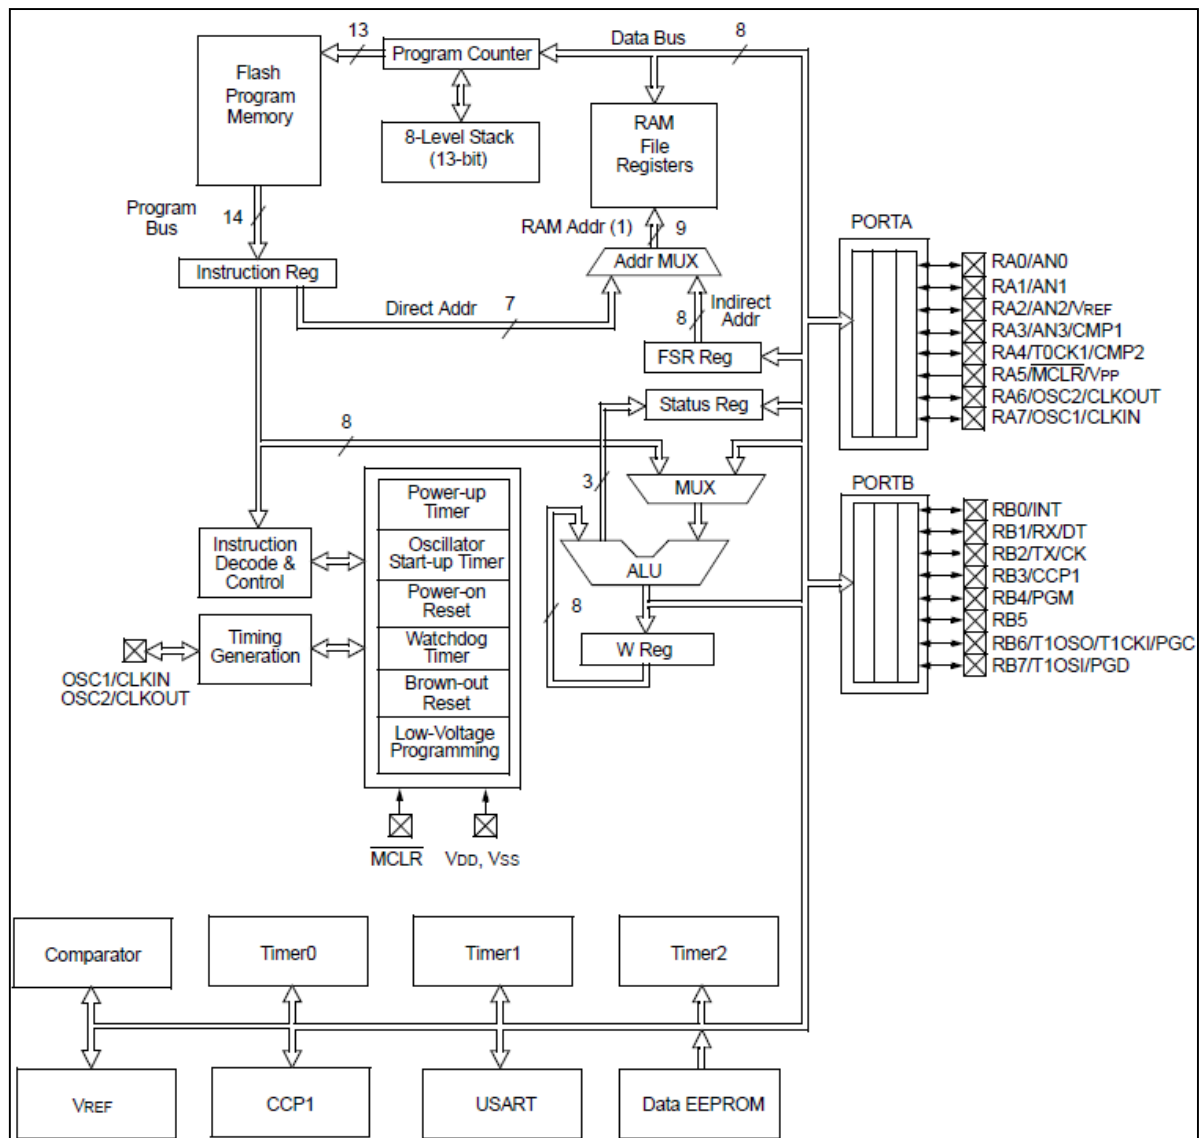 13
Program Counter
Data Bus
8
Flash
Program
Memory
8-Level Stack
(13-bit)
RAM
File
Registers
Program
Bus
14
RAM Addr (1)
9
PORTA
Instruction Reg
Addr MUX
Direct Addr
7
8
Indirect
Addr
FSR Reg
Status Reg
RA0/AN0
RA1/AN1
RA2/AN2/VREF
RA3/AN3/CMP1
RA4/T0CK1/CMP2
RA5/MCLR/VPP
RA6/OSC2/CLKOUT
RA7/OSC1/CLKIN
8
3
MUX
PORTB
Power-up
Timer
Oscillator
Start-up Timer
Power-on
Reset
Watchdog
Timer
Brown-out
Reset
Low-Voltage
Programming
Instruction
Decode &
Control
ALU
8
W Reg
Timing
Generation
OSC1/CLKIN
OSC2/CLKOUT
RB0/INT
RB1/RX/DT
RB2/TX/CK
RB3/CCP1
RB4/PGM
RB5
RB6/T1OSO/T1CKI/PGC
RB7/T1OSI/PGD
MCLR
VDD, VSS
Comparator
Timer0
Timer1
Timer2
VREF
CCP1
USART
Data EEPROM